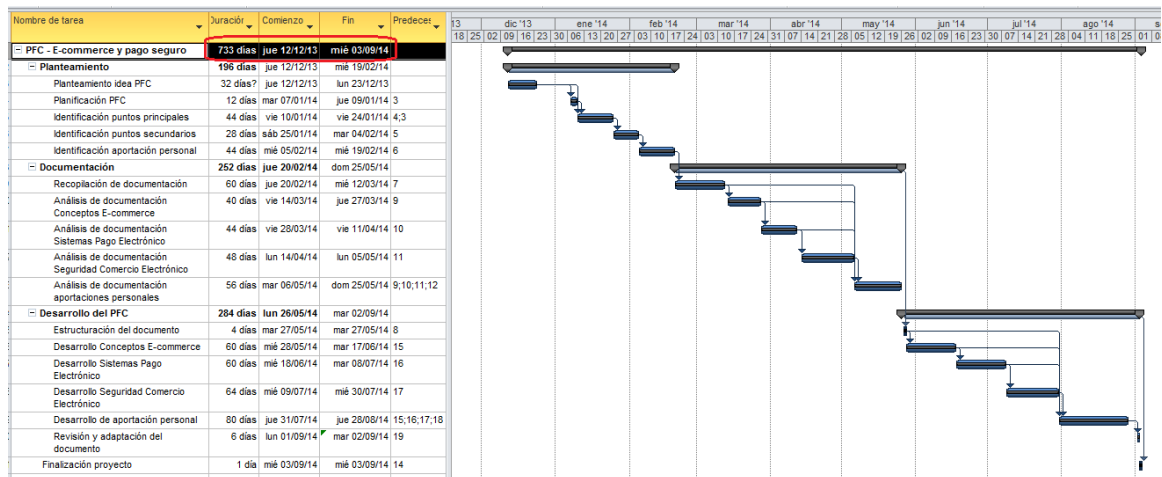 Nombre de tarea Duración Comienzo Fin Predeces
13 dic '13 ene '14 feb '14 mar '14 abr '14 may '14 jun '14 jul '14 ago '14 s
18 25 02 09 16 23 30 06 13 20 27 03 10 17 24 03 10 17 24 31 07 14 21 28 05 12 19 26 02 09 16 23 30 07 14 21 28 04 11 18 25 01 08
PFC - E-commerce y pago seguro 733 días jue 12/12/13 mié 03/09/14
Planteamiento 196 días jue 12/12/13 mié 19/02/14
Planteamiento idea PFC 32 días? jue 12/12/13 lun 23/12/13
Planificación PFC 12 días mar 07/01/14 jue 09/01/14 3
Identificación puntos principales 44 días vie 10/01/14 vie 24/01/14 4;3
Identificación puntos secundarios 28 días sáb 25/01/14 mar 04/02/14 5
Identificación aportación personal 44 días mié 05/02/14 mié 19/02/14 6
Documentación 252 días jue 20/02/14 dom 25/05/14
Recopilación de documentación 60 días jue 20/02/14 mié 12/03/14 7
Análisis de documentación 40 días vie 14/03/14 jue 27/03/14 9
Conceptos E-commerce
Análisis de documentación 44 días vie 28/03/14 vie 11/04/14 10
Sistemas Pago Electrónico
Análisis de documentación 48 días lun 14/04/14 lun 05/05/14 11
Seguridad Comercio Electrónico
Análisis de documentación 56 días mar 06/05/14 dom 25/05/14 9;10;11;12
aportaciones personales
Desarrollo del PFC 284 días lun 26/05/14 mar 02/09/14
Estructuración del documento 4 días mar 27/05/14 mar 27/05/14 8
Desarrollo Conceptos E-commerce 60 días mié 28/05/14 mar 17/06/14 15
Desarrollo Sistemas Pago 60 días mié 18/06/14 mar 08/07/14 16
Electrónico
Desarrollo Seguridad Comercio 64 días mié 09/07/14 mié 30/07/14 17
Electrónico
Desarrollo de aportación personal 80 días jue 31/07/14 jue 28/08/14 15;16;17;18
Revisión y adaptación del 6 días lun 01/09/14 mar 02/09/14 19
documento
Finalización proyecto 1 día mié 03/09/14 mié 03/09/14 14